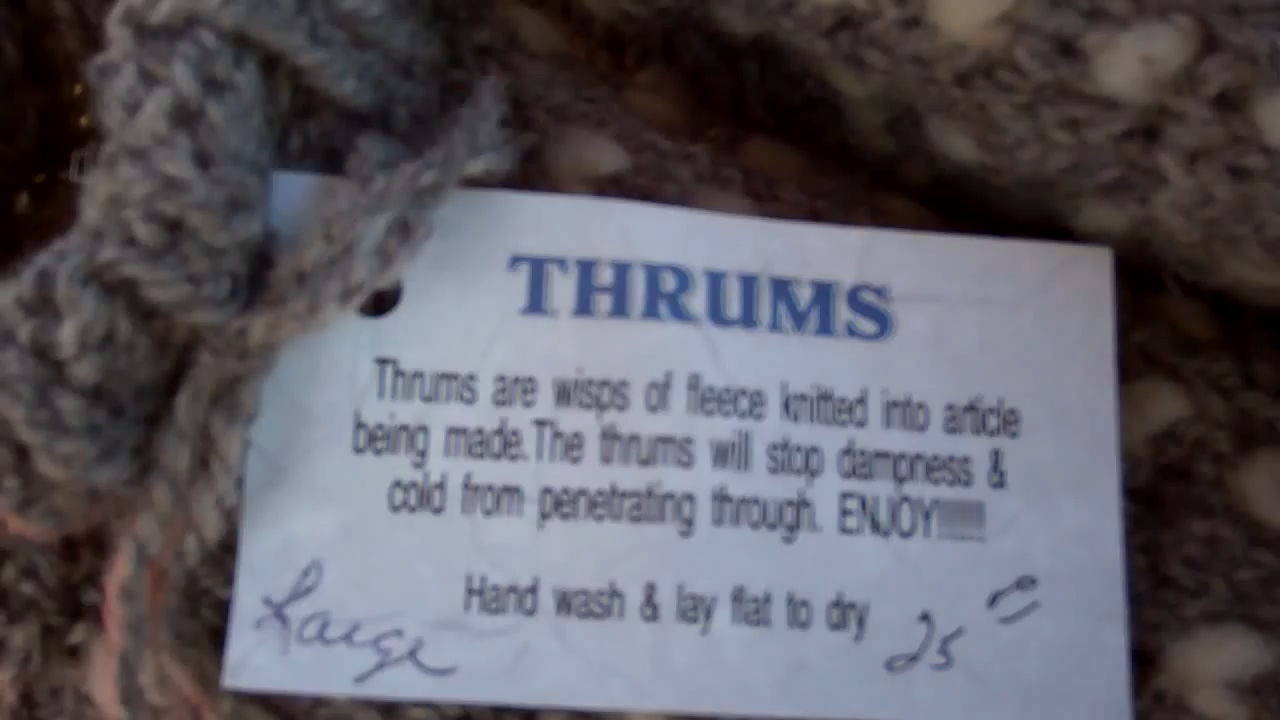 THRUMS
Thrums are wisps of fleece knitted into article
being made.The thrums will stop dampness &
cold from penetrating through. ENJOY!!!!!!
Hand wash & lay flat to dry
Large
25